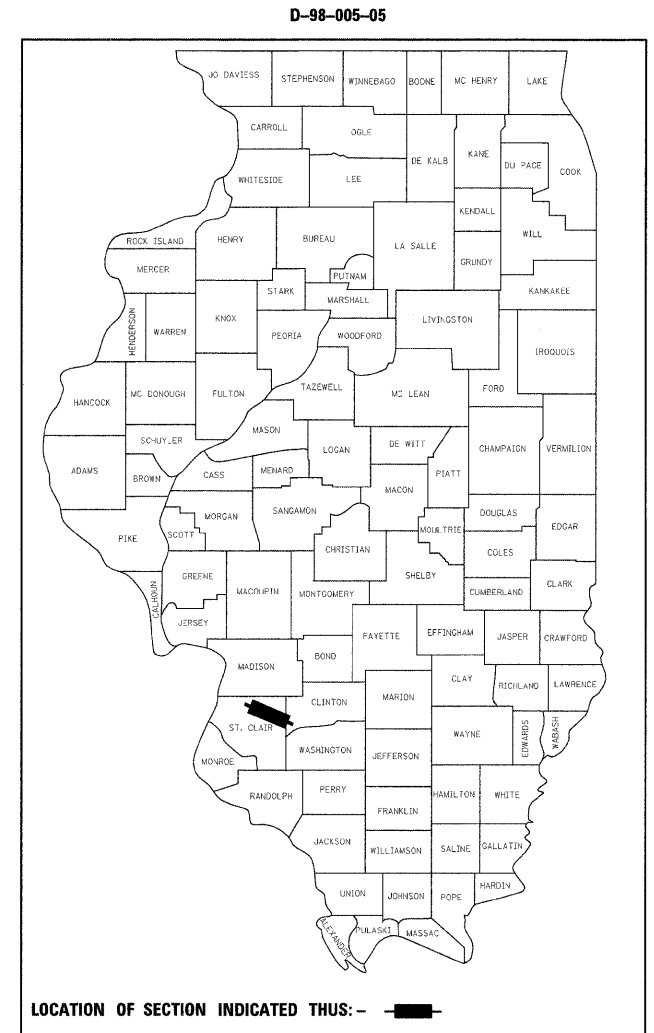 D-98-005-05
JO DAVIESS
STEPHENSON
WINNEBAGO
BOONE
MC HENRY
LAKE
CARROLL
OGLE
DE KALB
KANE
DU PAGE
COOK
WHITESIDE
LEE
KENDALL
WILL
ROCK ISLAND
HENRY
BUREAU
LA SALLE
GRUNDY
MERCER
PUTNAM
KANKAKEE
STARK
MARSHALL
HENDERSON
WARREN
KNOX
PEORIA
WOODFORD
LIVINGSTON
IROQUOIS
HANCOCK
MC DONOUGH
FULTON
TAZEWELL
MC LEAN
FORD
MASON
SCHUYLER
LOGAN
DE WITT
CHAMPAIGN
VERMILION
ADAMS
BROWN
CASS
MENARD
PIATT
MACON
PIKE
SCOTT
MORGAN
SANGAMON
CHRISTIAN
MOULTRIE
DOUGLAS
EDGAR
COLES
CALHOUN
GREENE
MACOUPIN
MONTGOMERY
SHELBY
CUMBERLAND
CLARK
JERSEY
FAYETTE
EFFINGHAM
JASPER
CRAWFORD
MADISON
BOND
CLAY
RICHLAND
LAWRENCE
CLINTON
MARION
ST. CLAIR
WAYNE
EDWARDS
WABASH
WASHINGTON
JEFFERSON
MONROE
RANDOLPH
PERRY
HAMILTON
WHITE
FRANKLIN
JACKSON
WILLIAMSON
SALINE
GALLATIN
UNION
JOHNSON
POPE
HARDIN
ALEXANDER
PULASKI
MASSAC
LOCATION OF SECTION INDICATED THUS: -